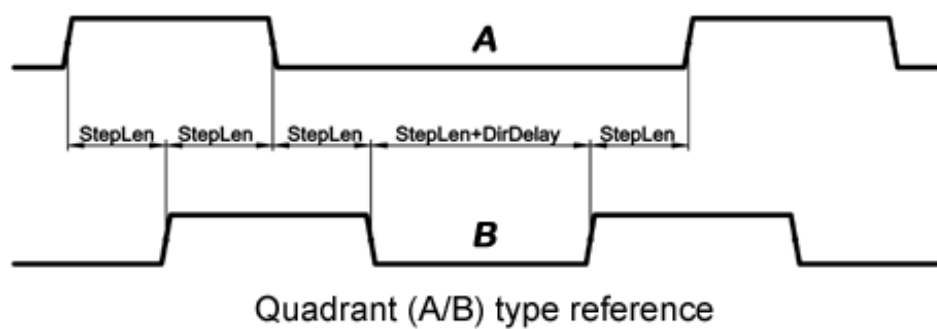 A
StepLen StepLen StepLen StepLen+DirDelay StepLen
B
Quadrant (A/B) type reference